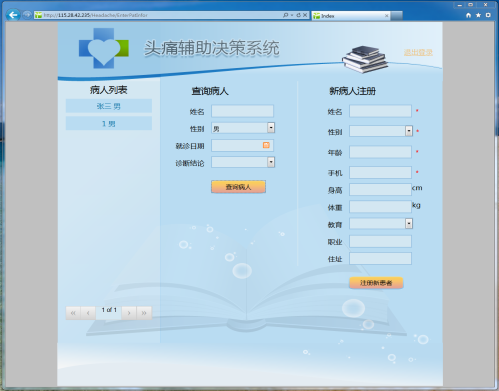 http://115.28.42.225/Headache/EnterPatInfo/
Index
头痛辅助决策系统
退出登录
病人列表
张三 男
1 男
« ‹ 1 of 1 › »
查询病人
姓名
性别 男
就诊日期
诊断结论
查询病人
新病人注册
姓名 *
性别 *
年龄 *
手机 *
身高 cm
体重 kg
教育
职业
住址
注册新患者